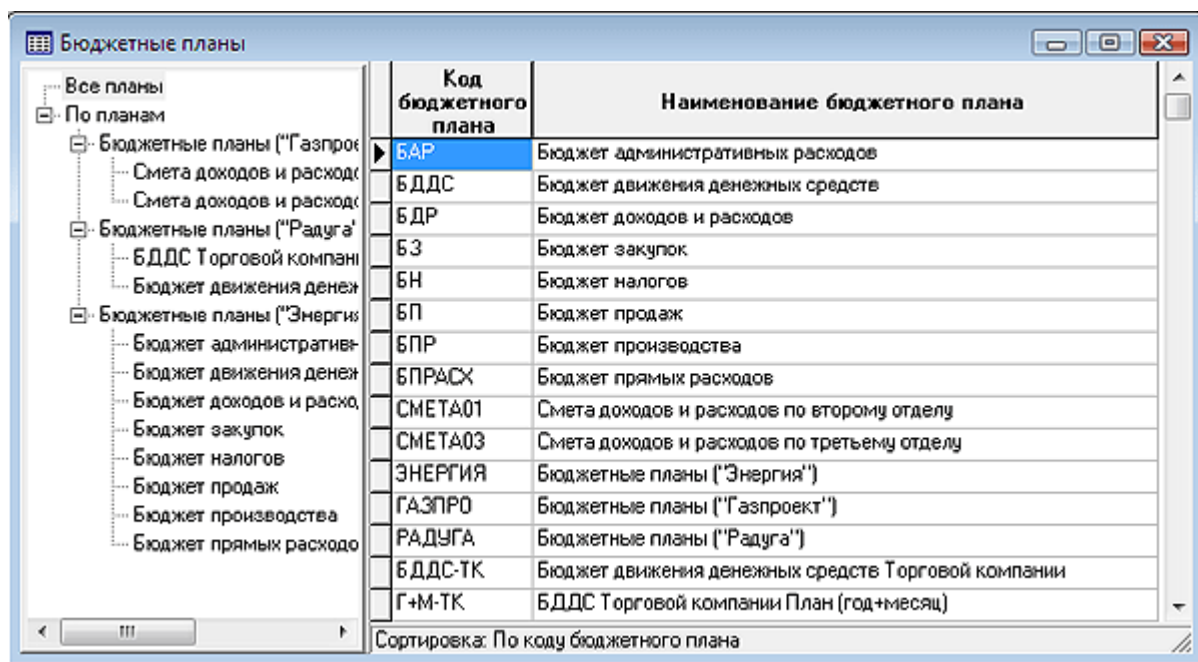 Бюджетные планы
Все планы
По планам
Бюджетные планы ("Газпрое
Смета доходов и расходо
Смета доходов и расходо
Бюджетные планы ("Радуга"
БДДС Торговой компани
Бюджет движения денеж
Бюджетные планы ("Энергия
Бюджет административн
Бюджет движения денеж
Бюджет доходов и расхо,
Бюджет закупок
Бюджет налогов
Бюджет продаж
Бюджет производства
Бюджет прямых расходо
Код бюджетного плана Наименование бюджетного плана
БАР Бюджет административных расходов
БДДС Бюджет движения денежных средств
БДР Бюджет доходов и расходов
БЗ Бюджет закупок
БН Бюджет налогов
БП Бюджет продаж
БПР Бюджет производства
БПРАСХ Бюджет прямых расходов
СМЕТА01 Смета доходов и расходов по второму отделу
СМЕТА03 Смета доходов и расходов по третьему отделу
ЭНЕРГИЯ Бюджетные планы ("Энергия")
ГАЗПРО Бюджетные планы ("Газпроект")
РАДУГА Бюджетные планы ("Радуга")
БДДС-ТК Бюджет движения денежных средств Торговой компании
Г+М-ТК БДДС Торговой компании План (год+месяц)
Сортировка: По коду бюджетного плана